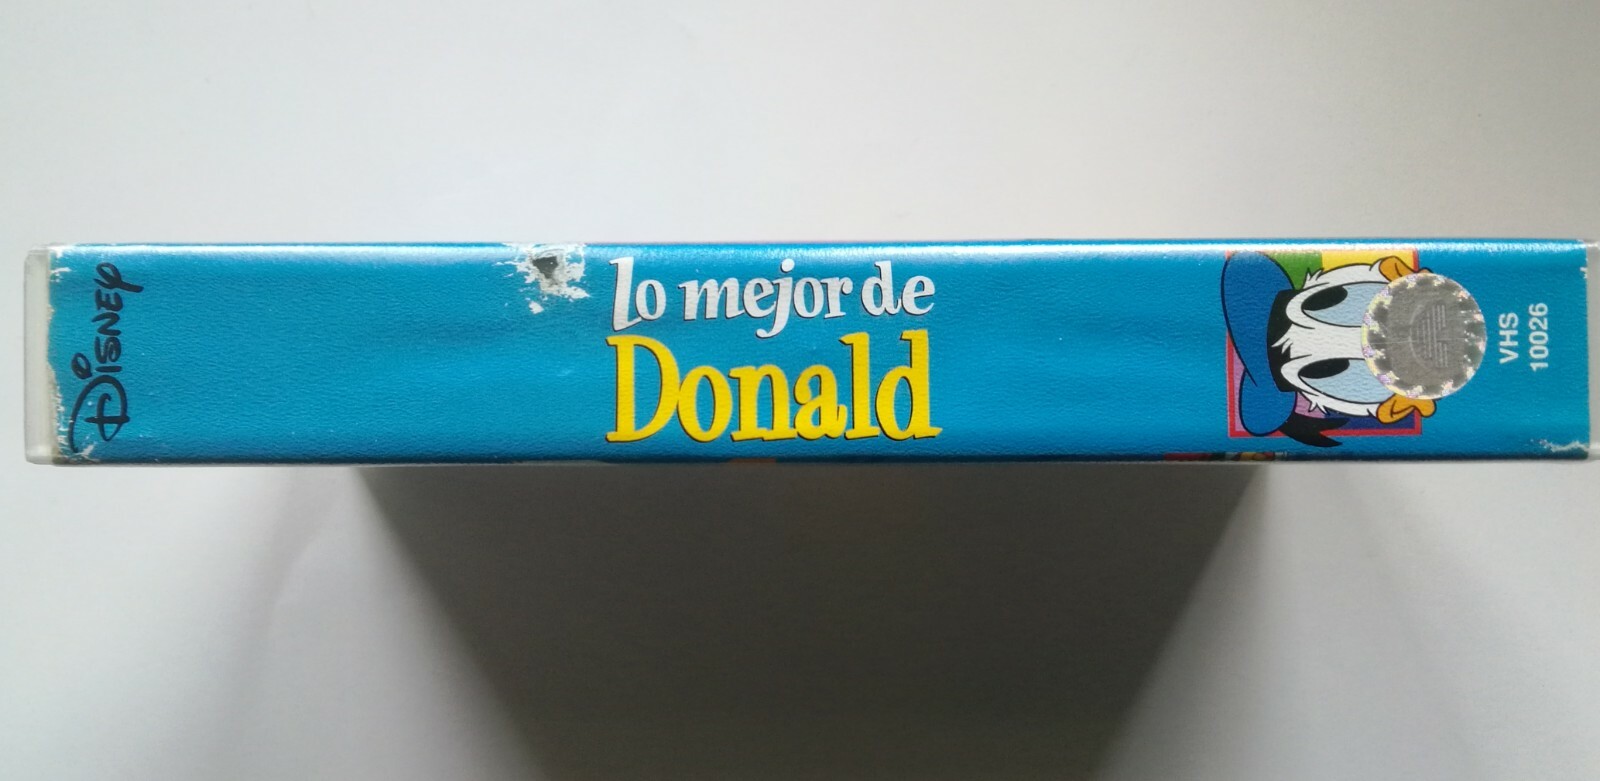 Disney
lo mejor de
Donald
VHS
10026